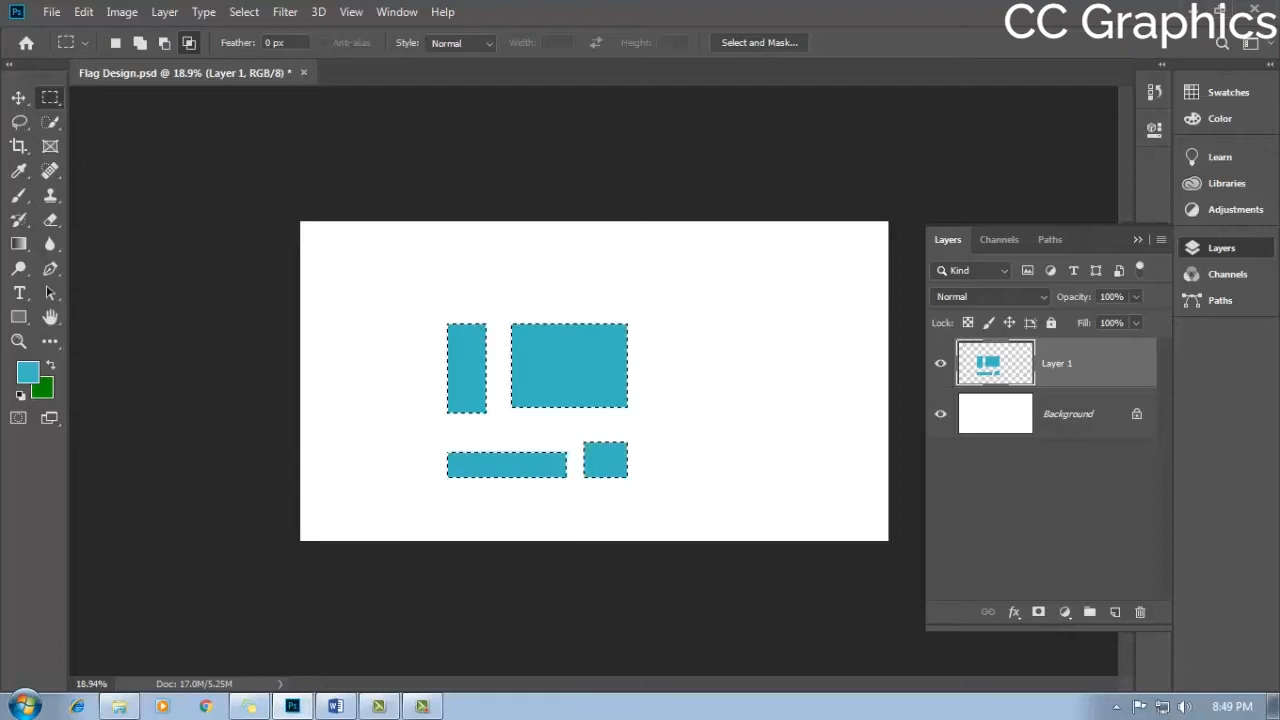 CC Graphics
Ps File Edit Image Layer Type Select Filter 3D View Window Help
Feather: 0 px Anti-alias Style: Normal Width: Height: Select and Mask...
Flag Design.psd @ 18.9% (Layer 1, RGB/8) *
Swatches
Color
Learn
Libraries
Adjustments
Layers
Channels
Paths
Layers Channels Paths
Kind
Normal Opacity: 100%
Lock: Fill: 100%
Layer 1
Background
fx
18.94% Doc: 17.0M/5.25M
Ps 8:49 PM